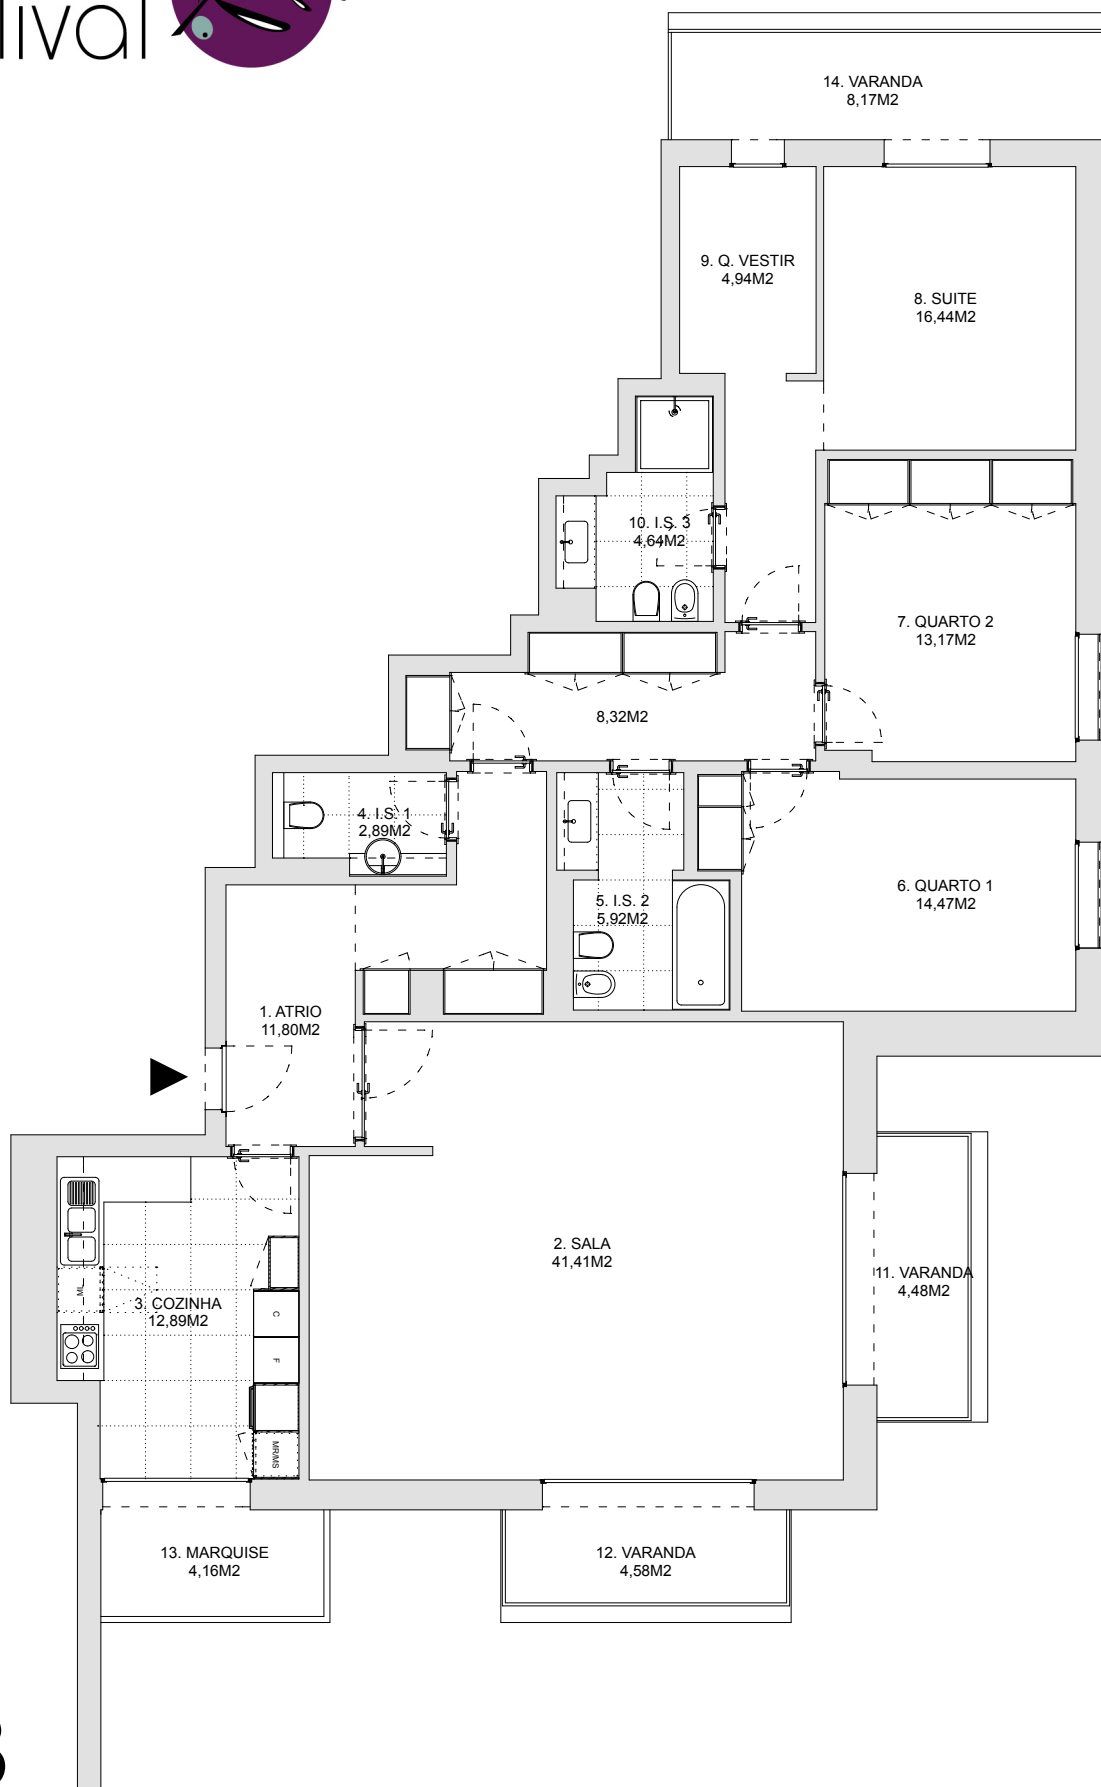 14. VARANDA
8,17M2
9. Q. VESTIR
4,94M2
8. SUITE
16,44M2
10. I.S. 3
4,64M2
7. QUARTO 2
13,17M2
8,32M2
4. I.S. 1
2,89M2
6. QUARTO 1
14,47M2
5. I.S. 2
5,92M2
1. ATRIO
11,80M2
2. SALA
41,41M2
11. VARANDA
4,48M2
ML
3. COZINHA
12,89M2
C
F
MR/MS
13. MARQUISE
4,16M2
12. VARANDA
4,58M2